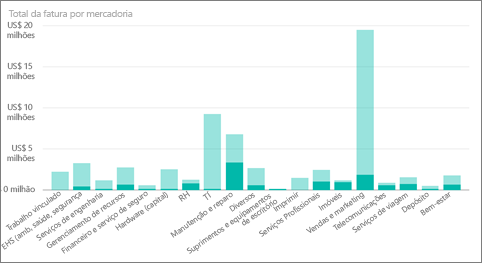 Total da fatura por mercadoria
US$ 20
milhões
US$ 15
milhões
US$ 10
milhões
US$ 5
milhões
0 milhão
Trabalho vinculado
EHS (amb, saúde, segurança
Serviços de engenharia
Gerenciamento de recursos
Financeiro e serviço de seguro
Hardware (capital)
RH
TI
Manutenção e reparo
Diversos
Suprimentos e equipamentos
de escritório
Imprimir
Serviços Profissionais
Imóveis
Vendas e marketing
Telecomunicações
Serviços de viagem
Depósito
Bem-estar